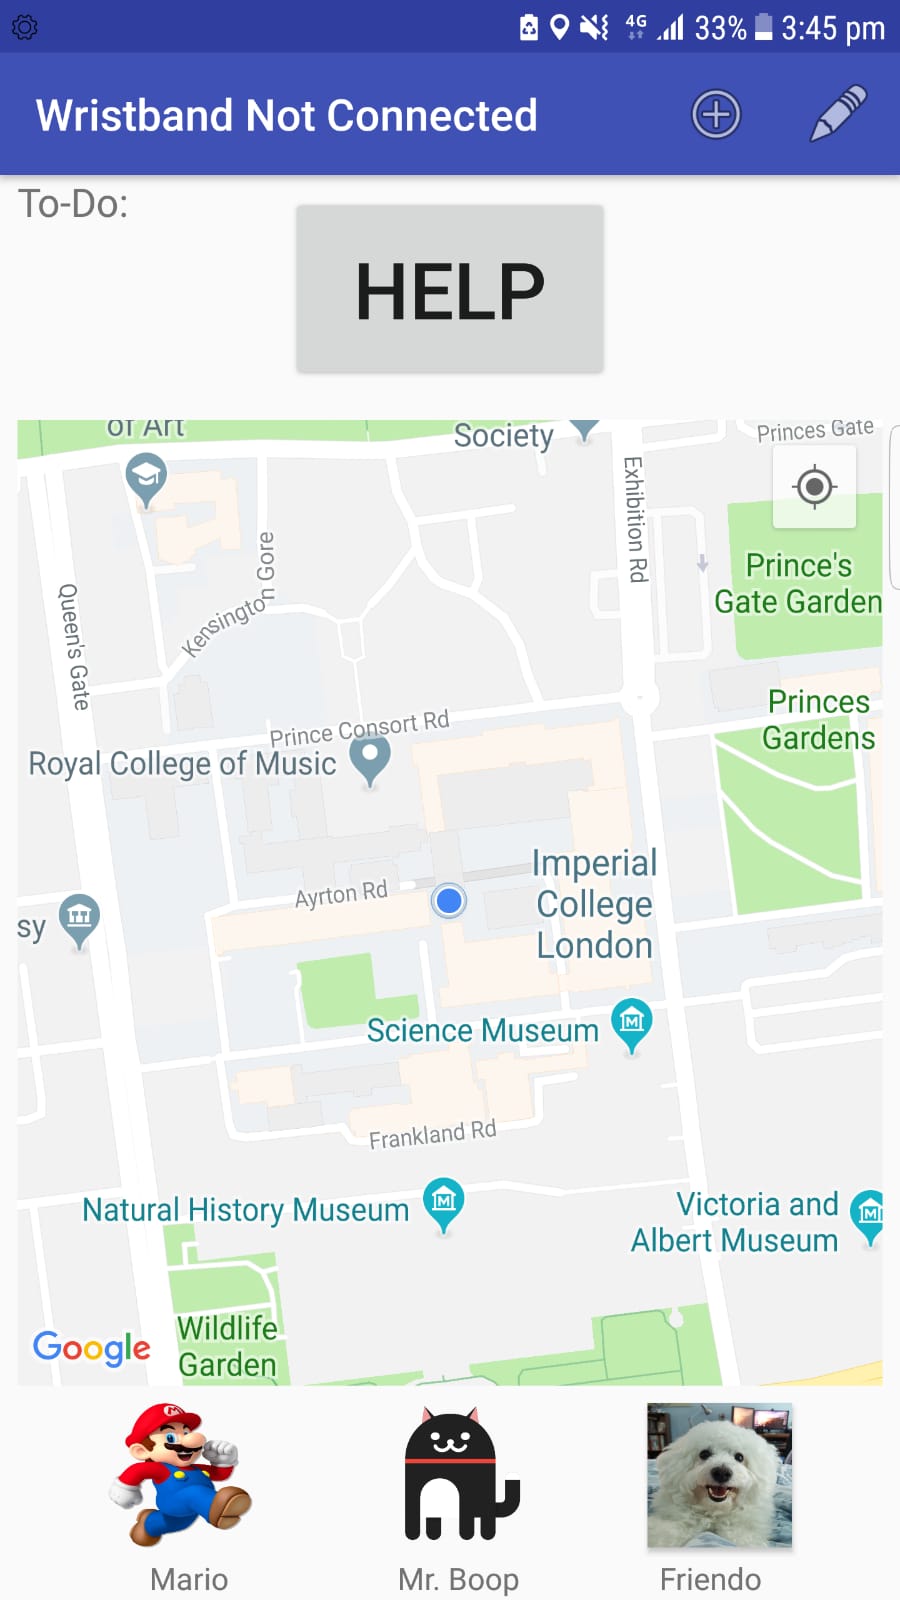 4G 33% 3:45 pm
Wristband Not Connected
To-Do:
HELP
of Art
Society
Princes Gate
Exhibition Rd
Prince's
Gate Garden
Kensington Gore
Queen's Gate
Princes
Gardens
Prince Consort Rd
Royal College of Music
Imperial
College
London
Ayrton Rd
sy
Science Museum
Frankland Rd
Natural History Museum
Victoria and
Albert Museum
Wildlife
Garden
Google
Mario
Mr. Boop
Friendo